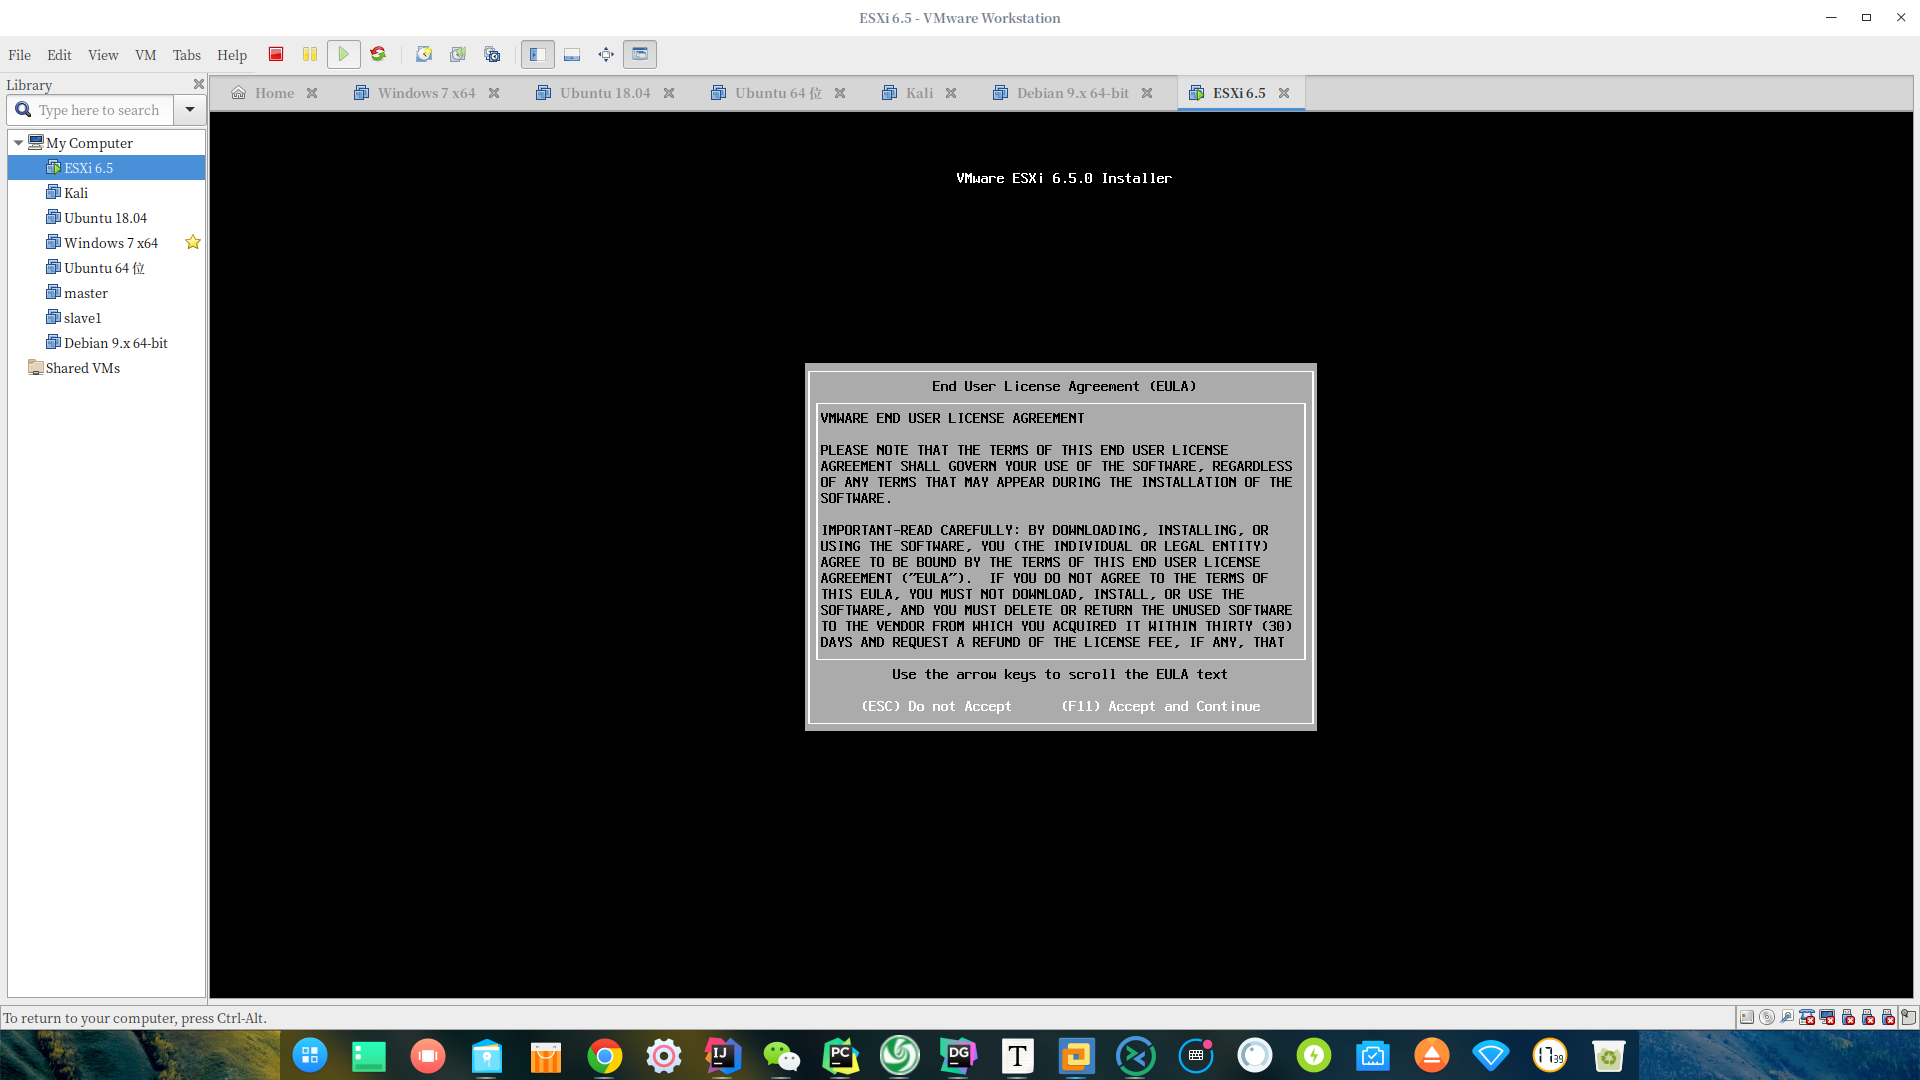 ESXi 6.5 - VMware Workstation
File Edit View VM Tabs Help
Library
Type here to search
My Computer
ESXi 6.5
Kali
Ubuntu 18.04
Windows 7 x64
Ubuntu 64 位
master
slave1
Debian 9.x 64-bit
Shared VMs
Home Windows 7 x64 Ubuntu 18.04 Ubuntu 64 位 Kali Debian 9.x 64-bit ESXi 6.5
VMware ESXi 6.5.0 Installer
End User License Agreement (EULA)
VMWARE END USER LICENSE AGREEMENT
PLEASE NOTE THAT THE TERMS OF THIS END USER LICENSE
AGREEMENT SHALL GOVERN YOUR USE OF THE SOFTWARE, REGARDLESS
OF ANY TERMS THAT MAY APPEAR DURING THE INSTALLATION OF THE
SOFTWARE.
IMPORTANT-READ CAREFULLY: BY DOWNLOADING, INSTALLING, OR
USING THE SOFTWARE, YOU (THE INDIVIDUAL OR LEGAL ENTITY)
AGREE TO BE BOUND BY THE TERMS OF THIS END USER LICENSE
AGREEMENT ("EULA").  IF YOU DO NOT AGREE TO THE TERMS OF
THIS EULA, YOU MUST NOT DOWNLOAD, INSTALL, OR USE THE
SOFTWARE, AND YOU MUST DELETE OR RETURN THE UNUSED SOFTWARE
TO THE VENDOR FROM WHICH YOU ACQUIRED IT WITHIN THIRTY (30)
DAYS AND REQUEST A REFUND OF THE LICENSE FEE, IF ANY, THAT
Use the arrow keys to scroll the EULA text
(ESC) Do not Accept (F11) Accept and Continue
To return to your computer, press Ctrl-Alt.
IJ PC DG T 17 39